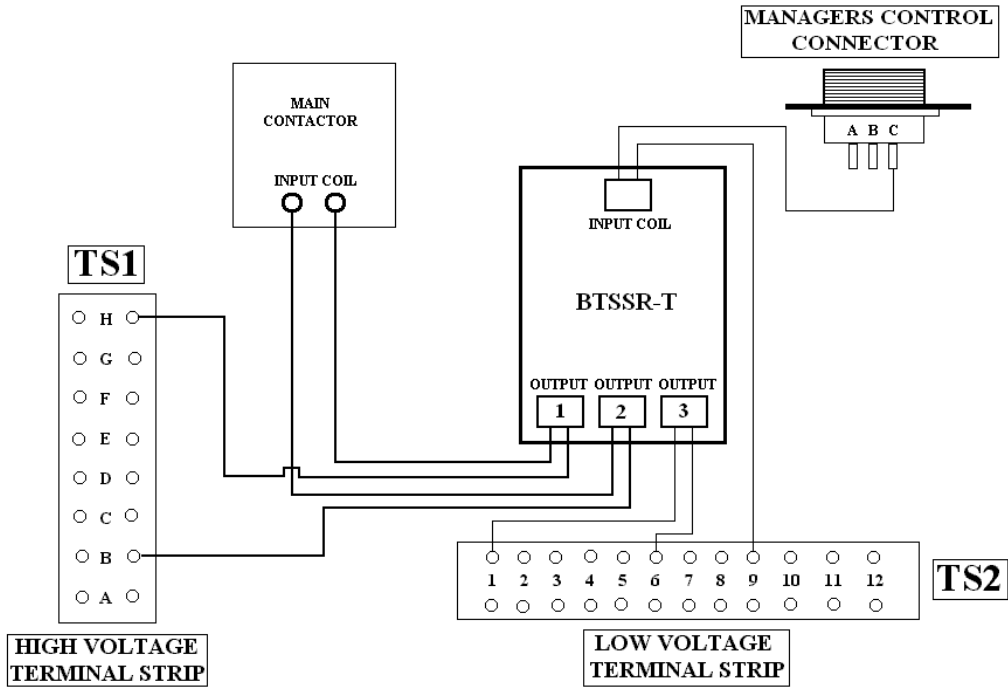 MANAGERS CONTROL
CONNECTOR
MAIN
CONTACTOR
INPUT COIL
A B C
INPUT COIL
BTSSR-T
OUTPUT OUTPUT OUTPUT
1 2 3
TS1
H
G
F
E
D
C
B
A
HIGH VOLTAGE
TERMINAL STRIP
1 2 3 4 5 6 7 8 9 10 11 12
TS2
LOW VOLTAGE
TERMINAL STRIP